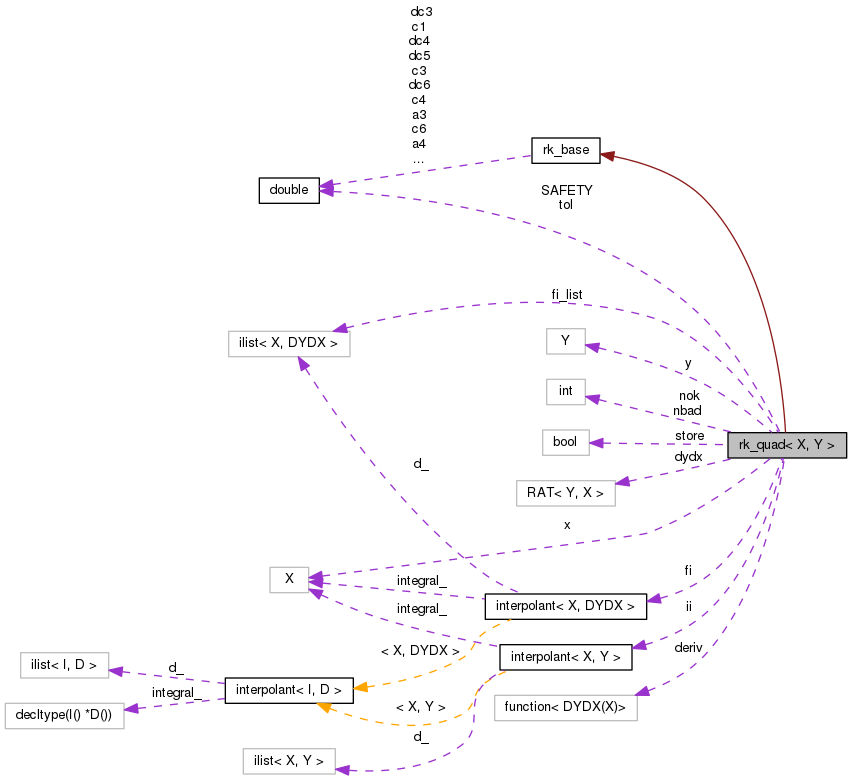 dc3
c1
dc4
dc5
c3
dc6
c4
a3
c6
a4
...
rk_base
double
SAFETY
tol
fi_list
ilist< X, DYDX >
Y
y
int
nok
nbad
bool
store
rk_quad< X, Y >
dydx
d_
RAT< Y, X >
x
X
integral_
fi
interpolant< X, DYDX >
integral_
ii
< X, DYDX >
deriv
interpolant< X, Y >
ilist< I, D >
d_
interpolant< I, D >
integral_
decltype(I() *D())
< X, Y >
function< DYDX(X)>
d_
ilist< X, Y >